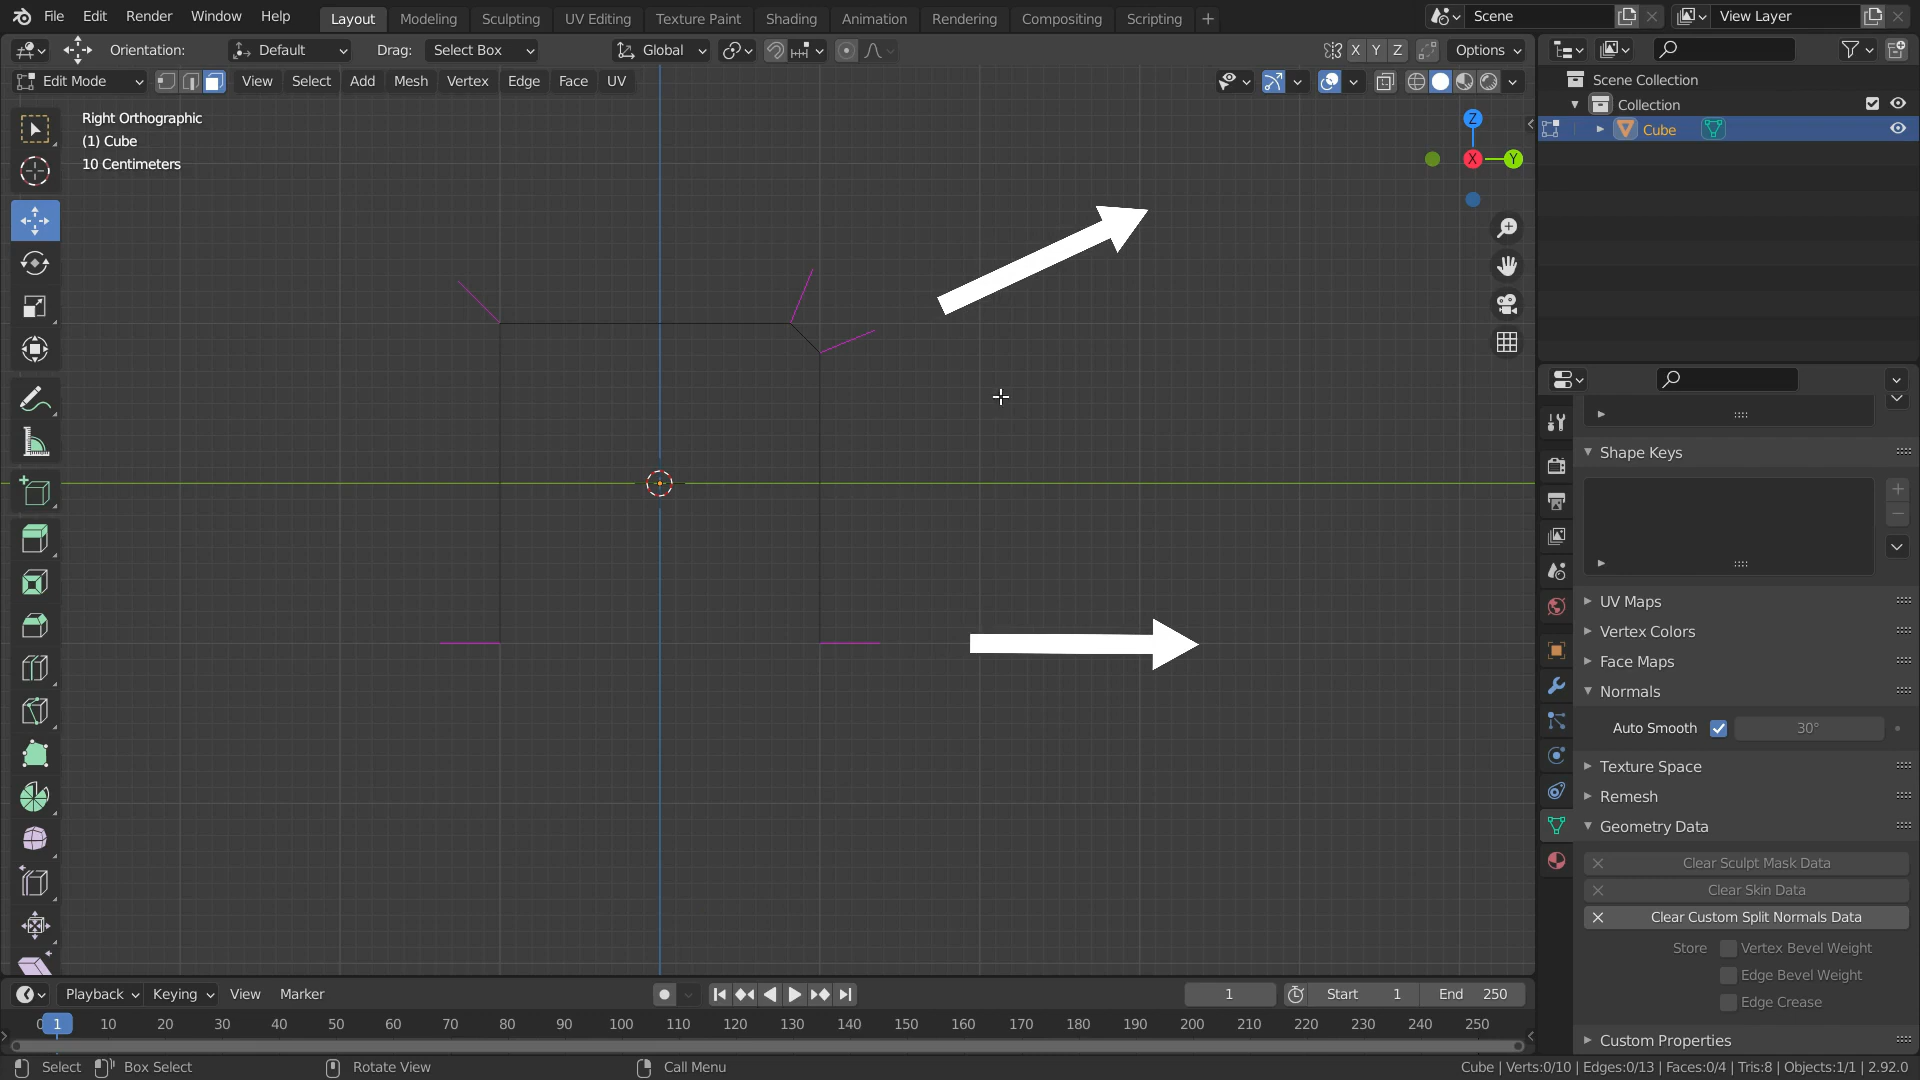 File Edit Render Window Help Layout Modeling Sculpting UV Editing Texture Paint Shading Animation Rendering Compositing Scripting + Scene View Layer
Orientation: Default Drag: Select Box Global X Y Z Options
Edit Mode View Select Add Mesh Vertex Edge Face UV
Right Orthographic
(1) Cube
10 Centimeters
Z
X
Y
Scene Collection
Collection
Cube
Shape Keys
UV Maps
Vertex Colors
Face Maps
Normals
Auto Smooth 30°
Texture Space
Remesh
Geometry Data
Clear Sculpt Mask Data
Clear Skin Data
Clear Custom Split Normals Data
Store Vertex Bevel Weight
Edge Bevel Weight
Edge Crease
Custom Properties
Playback Keying View Marker 1 Start 1 End 250
0 1 10 20 30 40 50 60 70 80 90 100 110 120 130 140 150 160 170 180 190 200 210 220 230 240 250
Select Box Select Rotate View Call Menu Cube | Verts:0/10 | Edges:0/13 | Faces:0/4 | Tris:8 | Objects:1/1 | 2.92.0